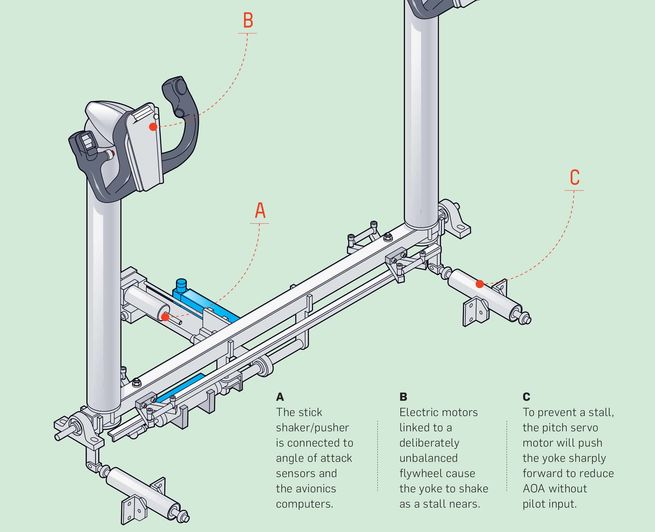 B
A
C
A
The stick
shaker/pusher
is connected to
angle of attack
sensors and
the avionics
computers.
B
Electric motors
linked to a
deliberately
unbalanced
flywheel cause
the yoke to shake
as a stall nears.
C
To prevent a stall,
the pitch servo
motor will push
the yoke sharply
forward to reduce
AOA without
pilot input.